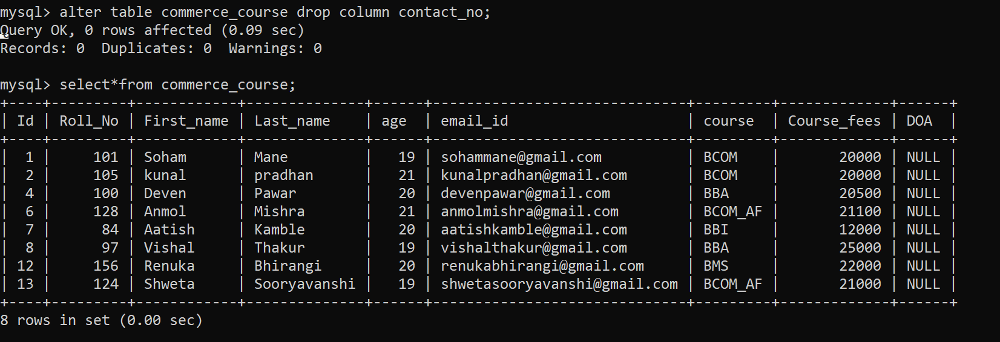 mysql> alter table commerce_course drop column contact_no;
Query OK, 0 rows affected (0.09 sec)
Records: 0  Duplicates: 0  Warnings: 0
mysql> select*from commerce_course;
+----+---------+------------+--------------+------+------------------------------+---------+-------------+------+
| Id | Roll_No | First_name | Last_name    | age  | email_id                     | course  | Course_fees | DOA  |
+----+---------+------------+--------------+------+------------------------------+---------+-------------+------+
|  1 |     101 | Soham      | Mane         |   19 | sohammane@gmail.com          | BCOM    |       20000 | NULL |
|  2 |     105 | kunal      | pradhan      |   21 | kunalpradhan@gmail.com       | BCOM    |       20000 | NULL |
|  4 |     100 | Deven      | Pawar        |   20 | devenpawar@gmail.com         | BBA     |       20500 | NULL |
|  6 |     128 | Anmol      | Mishra       |   21 | anmolmishra@gmail.com        | BCOM_AF |       21100 | NULL |
|  7 |      84 | Aatish     | Kamble       |   20 | aatishkamble@gmail.com       | BBI     |       12000 | NULL |
|  8 |      97 | Vishal     | Thakur       |   19 | vishalthakur@gmail.com       | BBA     |       25000 | NULL |
| 12 |     156 | Renuka     | Bhirangi     |   20 | renukabhirangi@gmail.com     | BMS     |       22000 | NULL |
| 13 |     124 | Shweta     | Sooryavanshi |   19 | shwetasooryavanshi@gmail.com | BCOM_AF |       21000 | NULL |
+----+---------+------------+--------------+------+------------------------------+---------+-------------+------+
8 rows in set (0.00 sec)